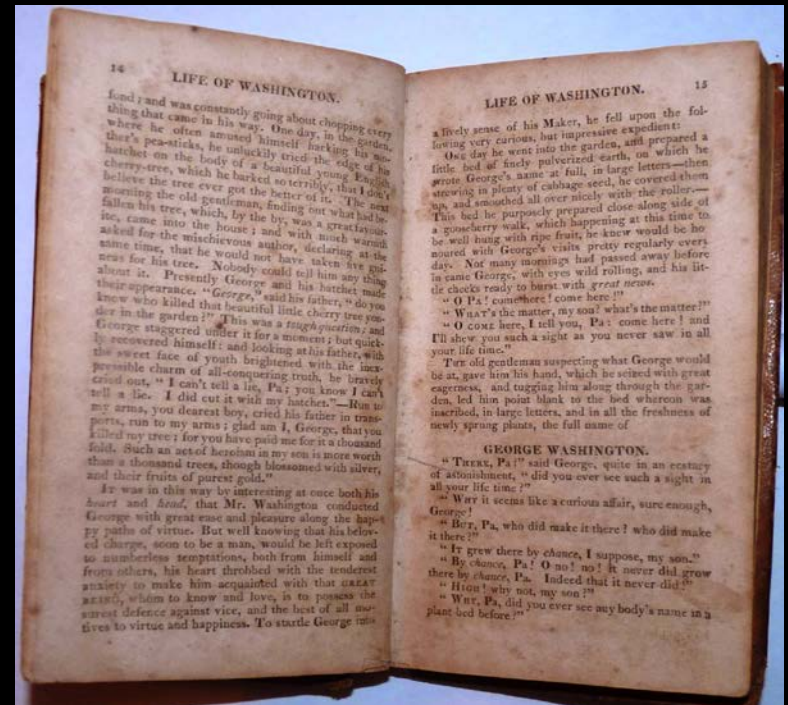 14
LIFE OF WASHINGTON.
fond; and was constantly going about chopping every
thing that came in his way. One day, in the garden,
where he often amused himself hacking his mo-
ther's pea-sticks, he unluckily tried the edge of his
hatchet on the body of a beautiful young English
cherry-tree, which he barked so terribly, that I don't
believe the tree ever got the better of it. The next
morning the old gentleman, finding out what had be-
fallen his tree, which, by the by, was a great favour-
ite, came into the house; and with much warmth
asked for the mischievous author, declaring at the
same time, that he would not have taken five gui-
neas for his tree. Nobody could tell him any thing
about it. Presently George and his hatchet made
their appearance. "George," said his father, "do you
know who killed that beautiful little cherry tree yon-
der in the garden?" This was a tough question; and
George staggered under it for a moment; but quick-
ly recovered himself: and looking at his father, with
the sweet face of youth brightened with the inex-
pressible charm of all-conquering truth, he bravely
cried out, "I can't tell a lie, Pa; you know I can't
tell a lie. I did cut it with my hatchet."—Run to
my arms, you dearest boy, cried his father in trans-
ports, run to my arms; glad am I, George, that you
killed my tree; for you have paid me for it a thousand
fold. Such an act of heroism in my son is more worth
than a thousand trees, though blossomed with silver,
and their fruits of purest gold."
IT was in this way by interesting at once both his
heart and head, that Mr. Washington conducted
George with great ease and pleasure along the hap-
py paths of virtue. But well knowing that his belov-
ed charge, soon to be a man, would be left exposed
to numberless temptations, both from himself and
from others, his heart throbbed with the tenderest
anxiety to make him acquainted with that GREAT
BEING, whom to know and love, is to possess the
surest defence against vice, and the best of all mo-
tives to virtue and happiness. To startle George into
15
LIFE OF WASHINGTON.
a lively sense of his Maker, he fell upon the fol-
lowing very curious, but impressive expedient:
ONE day he went into the garden, and prepared a
little bed of finely pulverized earth, on which he
wrote George's name at full, in large letters—then
strewing in plenty of cabbage seed, he covered them
up, and smoothed all over nicely with the roller.—
This bed he purposely prepared close along side of
a gooseberry walk, which happening at this time to
be well hung with ripe fruit, he knew would be ho-
noured with George's visits pretty regularly every
day. Not many mornings had passed away before
in came George, with eyes wild rolling, and his lit-
tle cheeks ready to burst with great news.
"O Pa! come here! come here!"
"WHAT's the matter, my son? what's the matter?"
"O COME here, I tell you, Pa: come here! and
I'll shew you such a sight as you never saw in all
your life time."
THE old gentleman suspecting what George would
be at, gave him his hand, which he seized with great
eagerness, and tugging him along through the gar-
den, led him point blank to the bed whereon was
inscribed, in large letters, and in all the freshness of
newly sprung plants, the full name of
GEORGE WASHINGTON.
"THERE, Pa!" said George, quite in an ecstacy
of astonishment, "did you ever see such a sight in
all your life time?"
"WHY it seems like a curious affair, sure enough,
George!
"BUT, Pa, who did make it there! who did make
it there?"
"IT grew there by chance, I suppose, my son."
"By chance, Pa! O no! no! it never did grow
there by chance, Pa. Indeed that it never did!"
"HIGH! why not, my son?"
"WHY, Pa, did you ever see any body's name in a
plant bed before?"